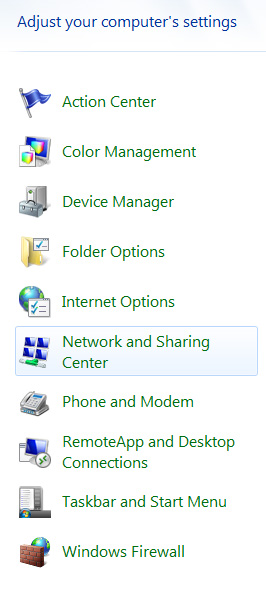 Adjust your computer's settings
Action Center
Color Management
Device Manager
Folder Options
Internet Options
Network and Sharing
Center
Phone and Modem
RemoteApp and Desktop
Connections
Taskbar and Start Menu
Windows Firewall